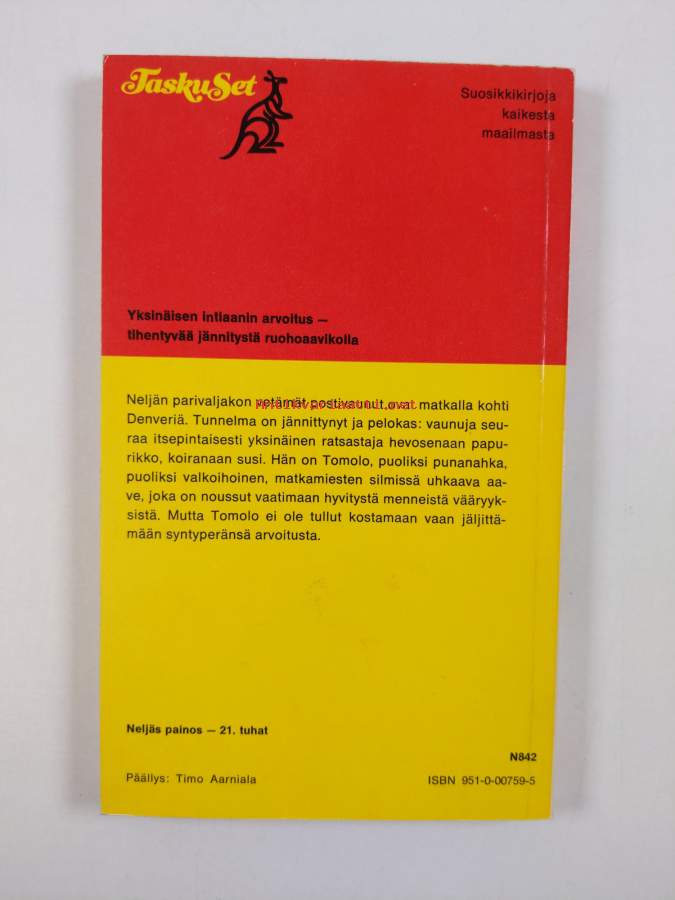 TaskuSet
Suosikkikirjoja
kaikesta
maailmasta
Yksinäisen intiaanin arvoitus —
tihentyvää jännitystä ruohoaavikolla
Neljän parivaljakon vetämät postivaunut ovat matkalla kohti
Denveriä. Tunnelma on jännittynyt ja pelokas: vaunuja seu-
raa itsepintaisesti yksinäinen ratsastaja hevosenaan papu-
rikko, koiranaan susi. Hän on Tomolo, puoliksi punanahka,
puoliksi valkoihoinen, matkamiesten silmissä uhkaava aa-
ve, joka on noussut vaatimaan hyvitystä menneistä vääryyk-
sistä. Mutta Tomolo ei ole tullut kostamaan vaan jäljittä-
mään syntyperänsä arvoitusta.
Neljäs painos — 21. tuhat
N842
Päällys: Timo Aarniala
ISBN 951-0-00759-5